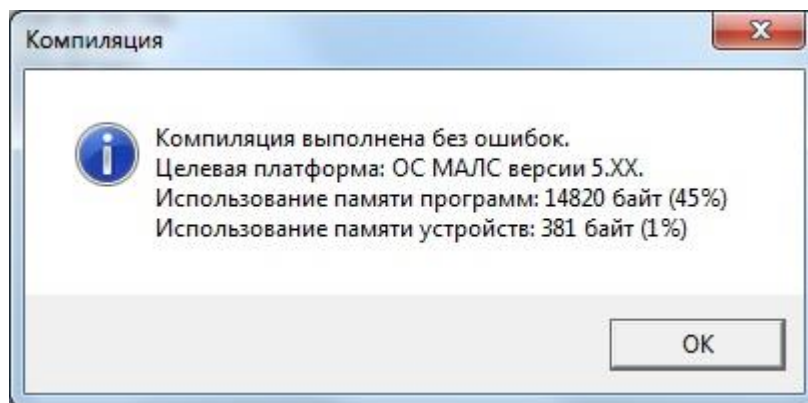 Компиляция
Компиляция выполнена без ошибок.
Целевая платформа: ОС МАЛС версии 5.XX.
Использование памяти программ: 14820 байт (45%)
Использование памяти устройств: 381 байт (1%)
ОК